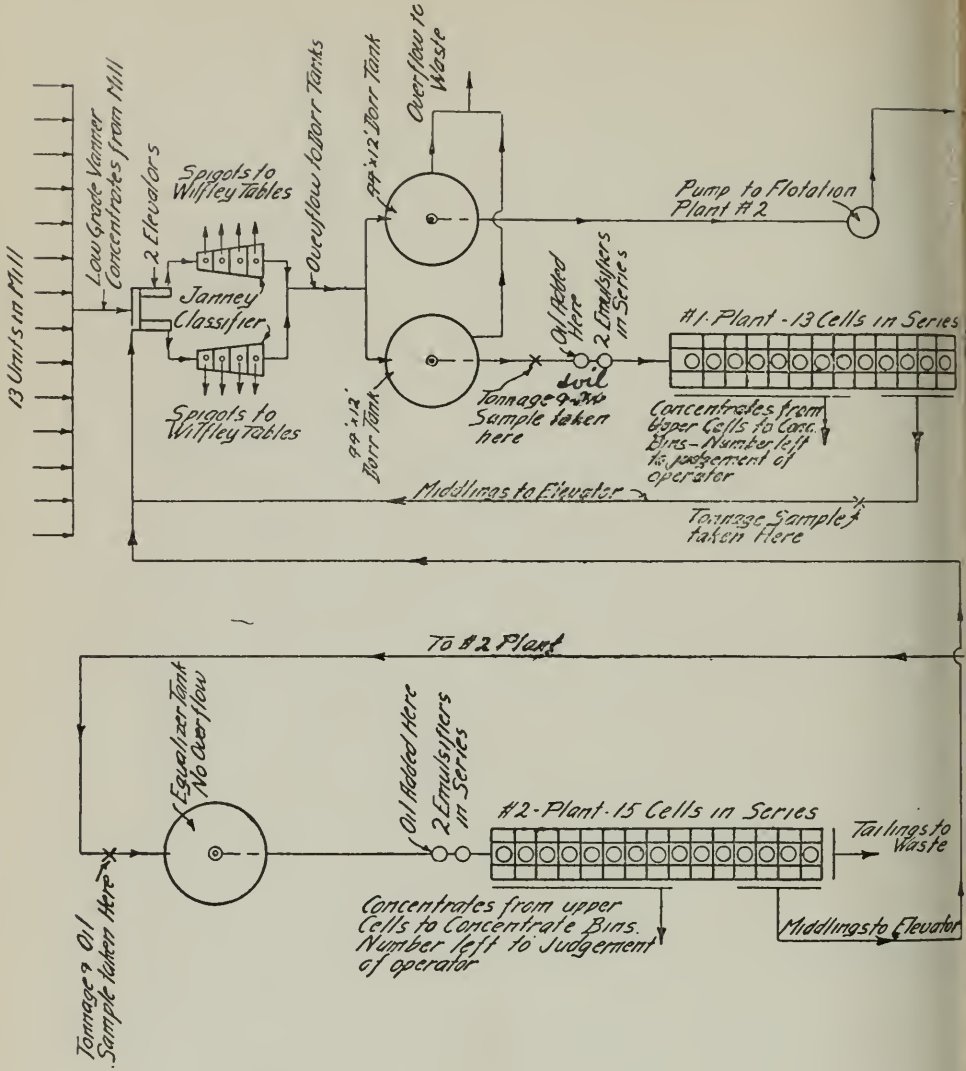 13 Units in Mill
Low Grade Vanner
Concentrates from Mill
2 Elevators
Spigots to
Wilfley Tables
Janney
Classifier
Spigots to
Wilfley Tables
Overflow to Dorr Tanks
44'x12' Dorr Tank
44'x12'
Dorr Tank
Overflow to
Waste
Pump to Flotation
Plant #2
Oil Added
Here
2 Emulsifiers
in Series
#1-Plant-13 Cells in Series
Tonnage & oil
Sample taken
here
Concentrates from
Upper Cells to Conc.
Bins-Number left
to judgement of
operator
Middlings to Elevator
Tonnage Sample
taken Here
To #2 Plant
Equalizer Tank
No Overflow
Oil Added Here
2 Emulsifiers
in Series
#2-Plant-15 Cells in Series
Tailings to
Waste
Tonnage & Oil
Sample taken Here
Concentrates from upper
Cells to Concentrate Bins.
Number left to Judgement
of operator
Middlings to Elevator